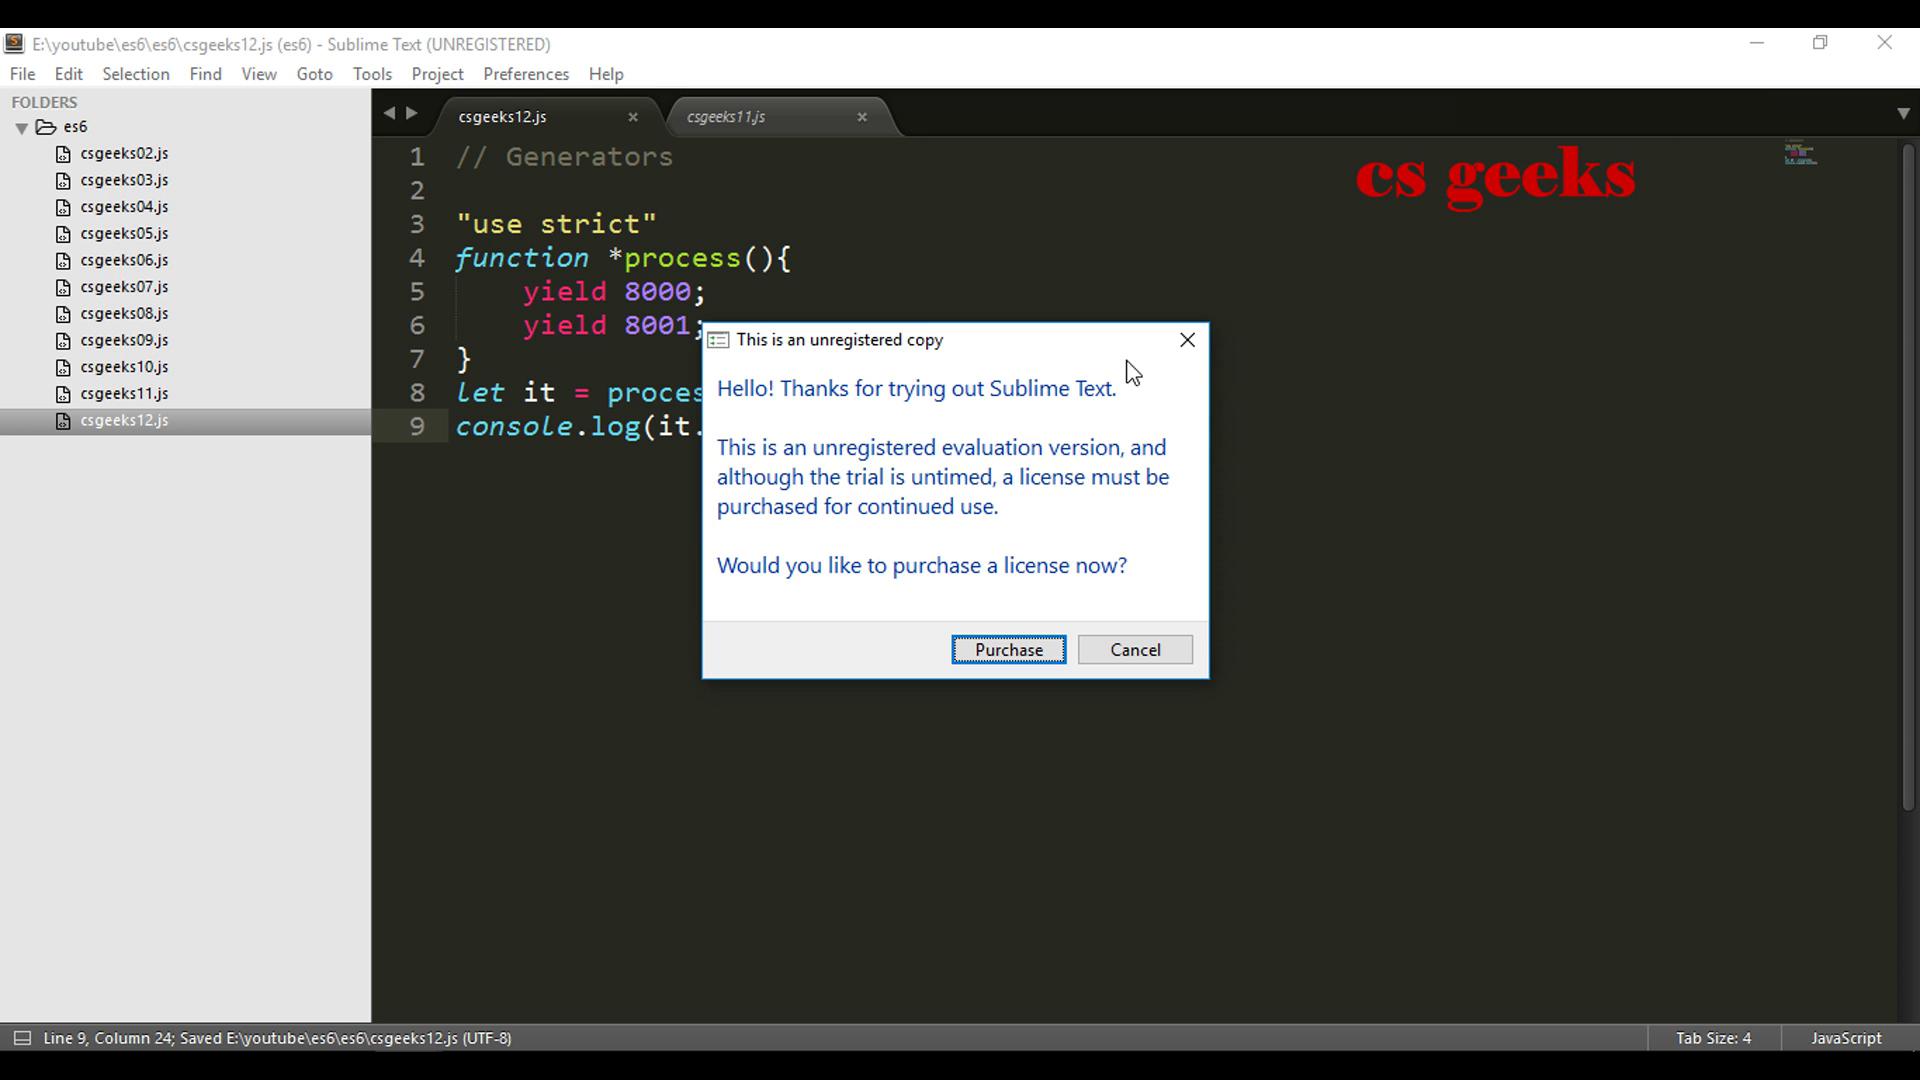 E:\youtube\es6\es6\csgeeks12.js (es6) - Sublime Text (UNREGISTERED)
File Edit Selection Find View Goto Tools Project Preferences Help
FOLDERS
es6
csgeeks02.js
csgeeks03.js
csgeeks04.js
csgeeks05.js
csgeeks06.js
csgeeks07.js
csgeeks08.js
csgeeks09.js
csgeeks10.js
csgeeks11.js
csgeeks12.js
csgeeks12.js csgeeks11.js
cs geeks
1 // Generators
2
3 "use strict"
4 function *process(){
5 yield 8000;
6 yield 8001;
7 }
8 let it = proces
9 console.log(it.
This is an unregistered copy
Hello! Thanks for trying out Sublime Text.
This is an unregistered evaluation version, and
although the trial is untimed, a license must be
purchased for continued use.
Would you like to purchase a license now?
Purchase Cancel
Line 9, Column 24; Saved E:\youtube\es6\es6\csgeeks12.js (UTF-8)
Tab Size: 4 JavaScript